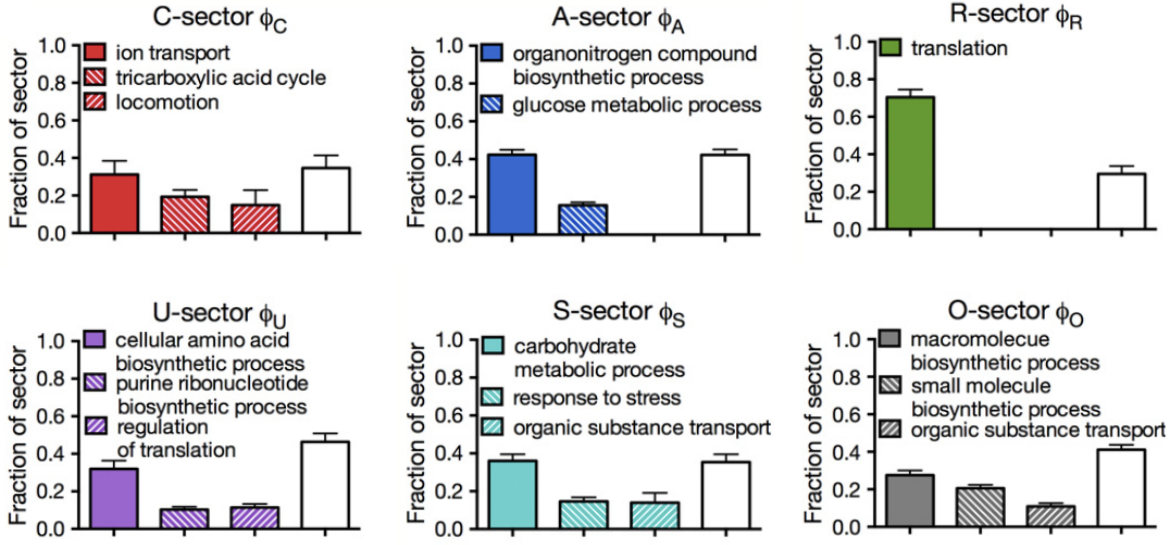 C-sector ϕC
Fraction of sector
1.0
0.8
0.6
0.4
0.2
0.0
ion transport
tricarboxylic acid cycle
locomotion
A-sector ϕA
Fraction of sector
1.0
0.8
0.6
0.4
0.2
0.0
organonitrogen compound
biosynthetic process
glucose metabolic process
R-sector ϕR
Fraction of sector
1.0
0.8
0.6
0.4
0.2
0.0
translation
U-sector ϕU
Fraction of sector
1.0
0.8
0.6
0.4
0.2
0.0
cellular amino acid
biosynthetic process
purine ribonucleotide
biosynthetic process
regulation
of translation
S-sector ϕS
Fraction of sector
1.0
0.8
0.6
0.4
0.2
0.0
carbohydrate
metabolic process
response to stress
organic substance transport
O-sector ϕO
Fraction of sector
1.0
0.8
0.6
0.4
0.2
0.0
macromolecue
biosynthetic process
small molecule
biosynthetic process
organic substance transport